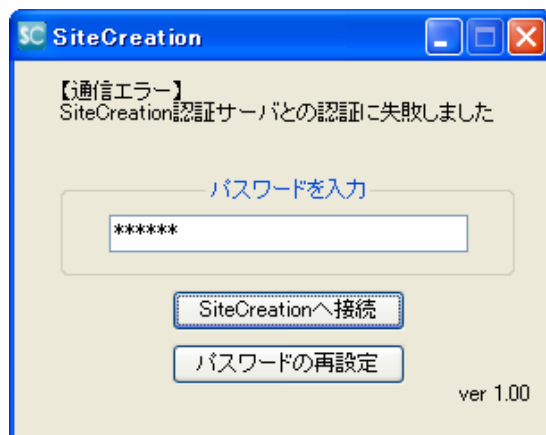 SC SiteCreation
【通信エラー】
SiteCreation認証サーバとの認証に失敗しました
パスワードを入力
******
SiteCreationへ接続
パスワードの再設定
ver 1.00